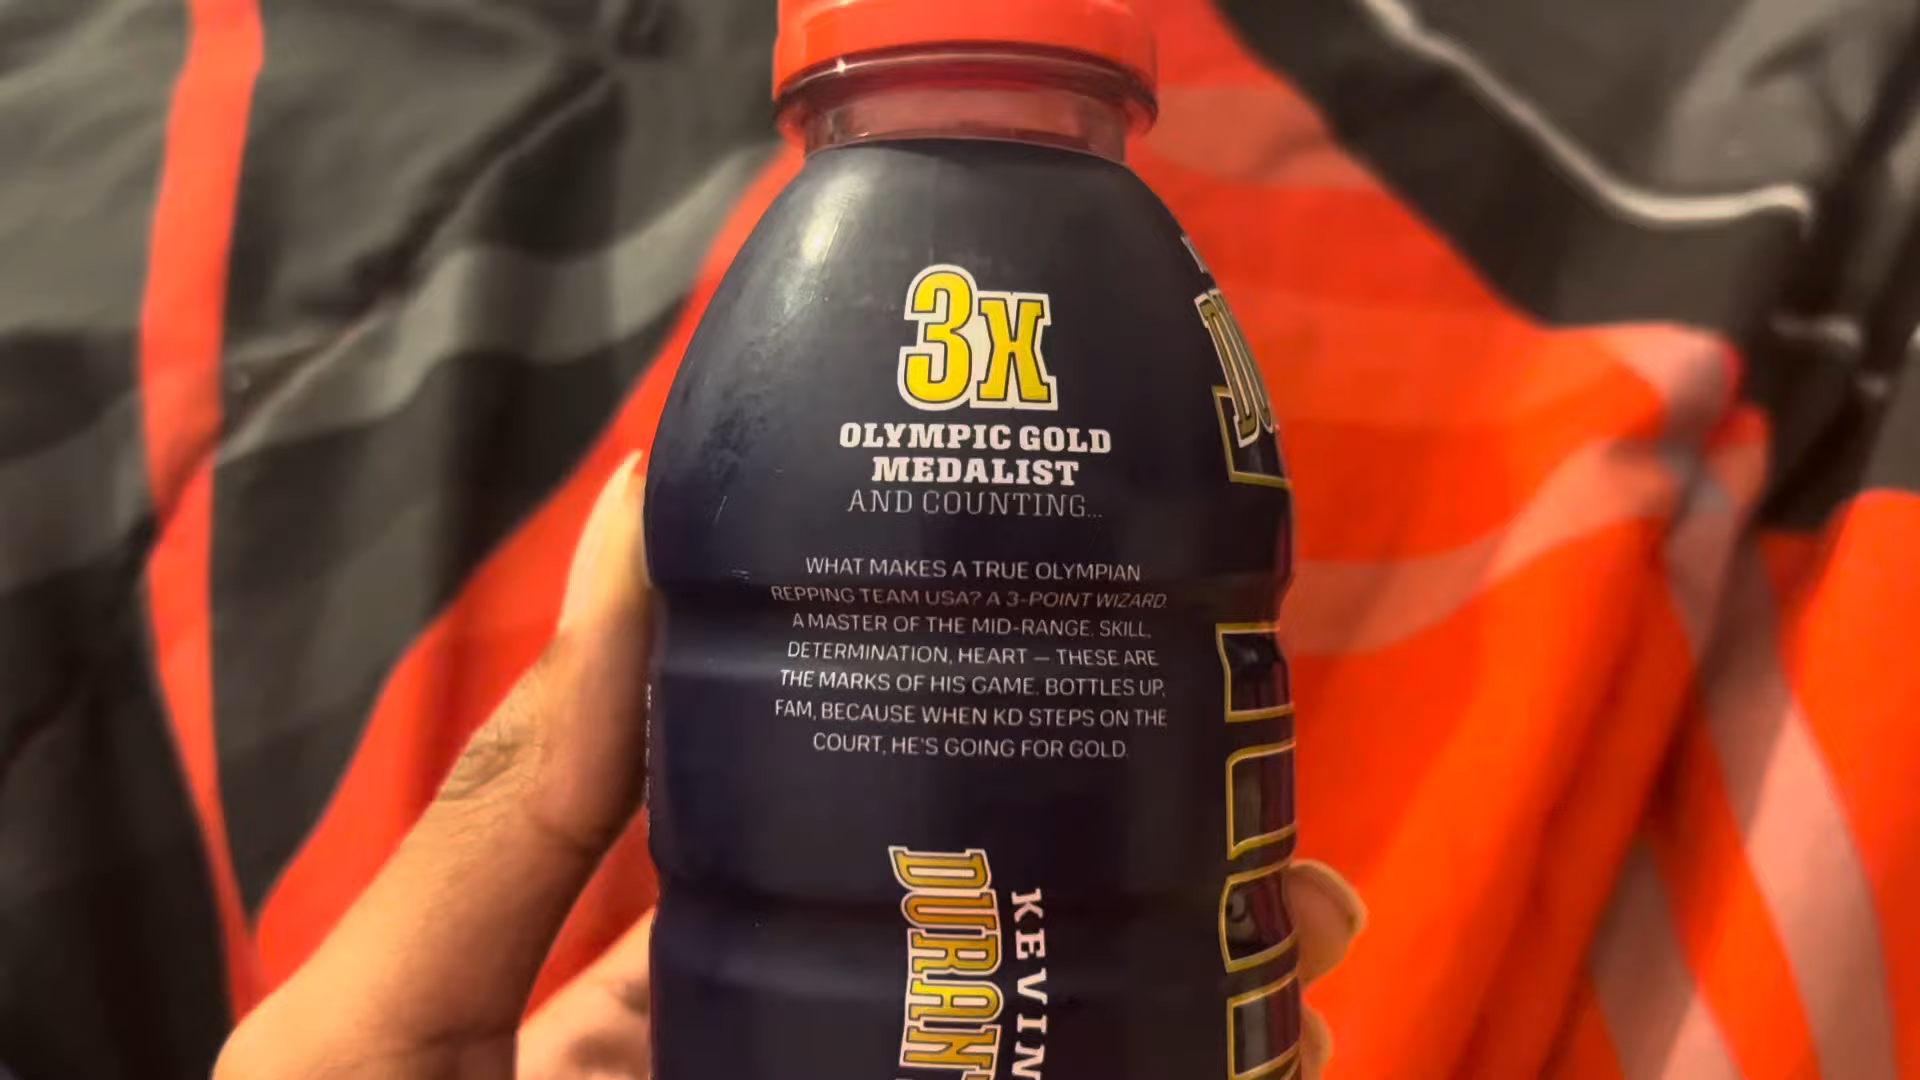 3X
OLYMPIC GOLD
MEDALIST
AND COUNTING...
WHAT MAKES A TRUE OLYMPIAN
REPPING TEAM USA? A 3-POINT WIZARD.
A MASTER OF THE MID-RANGE. SKILL,
DETERMINATION, HEART — THESE ARE
THE MARKS OF HIS GAME. BOTTLES UP,
FAM, BECAUSE WHEN KD STEPS ON THE
COURT, HE'S GOING FOR GOLD.
KEVIN
DURANT